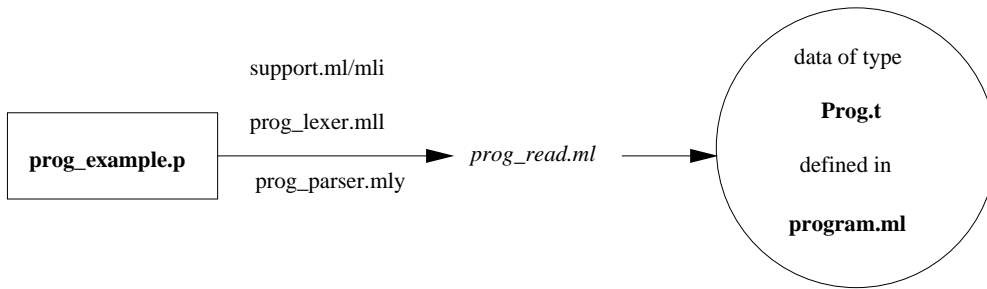 prog_example.p
support.ml/mli
prog_lexer.mll
prog_parser.mly
prog_read.ml
data of type
Prog.t
defined in
program.ml